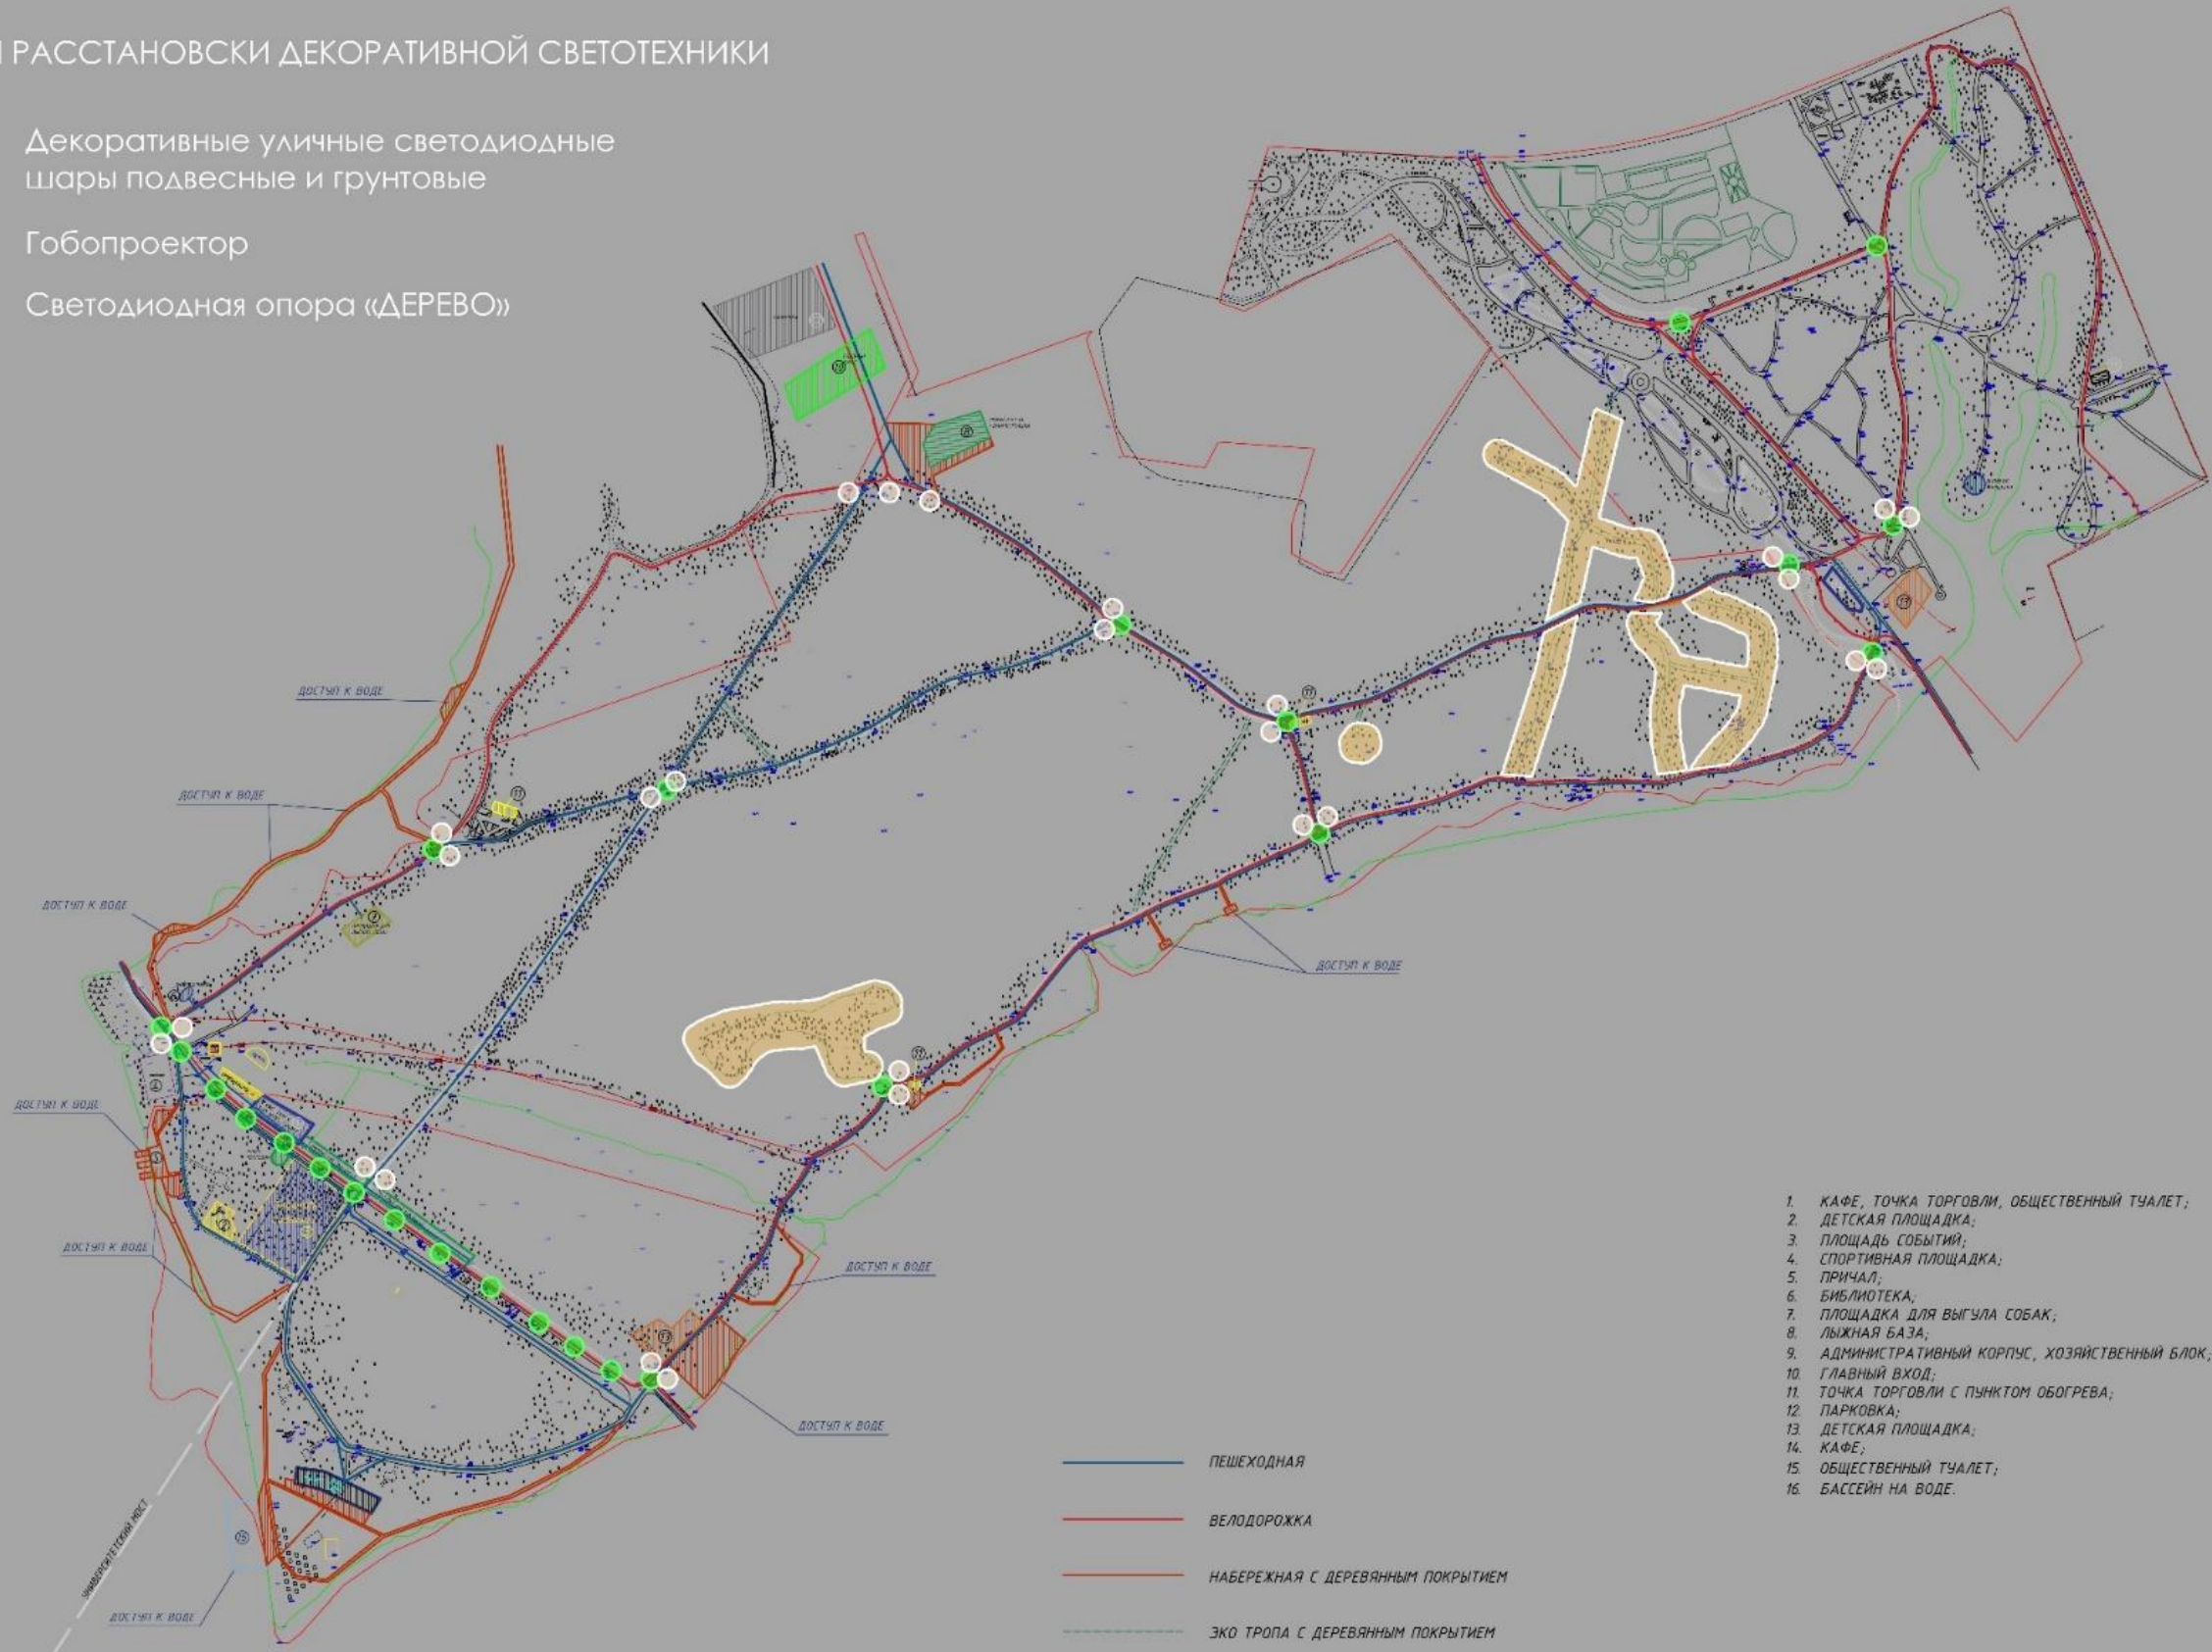 РАССТАНОВСКИ ДЕКОРАТИВНОЙ СВЕТОТЕХНИКИ
Декоративные уличные светодиодные
шары подвесные и грунтовые
Гобопроектор
Светодиодная опора «ДЕРЕВО»
ДОСТУП К ВОДЕ
ДОСТУП К ВОДЕ
ДОСТУП К ВОДЕ
ДОСТУП К ВОДЕ
ДОСТУП К ВОДЕ
ДОСТУП К ВОДЕ
ДОСТУП К ВОДЕ
ДОСТУП К ВОДЕ
ДОСТУП К ВОДЕ
УНИВЕРСИТЕТСКИЙ МОСТ
ПЕШЕХОДНАЯ
ВЕЛОДОРОЖКА
НАБЕРЕЖНАЯ С ДЕРЕВЯННЫМ ПОКРЫТИЕМ
ЭКО ТРОПА С ДЕРЕВЯННЫМ ПОКРЫТИЕМ
1. КАФЕ, ТОЧКА ТОРГОВЛИ, ОБЩЕСТВЕННЫЙ ТУАЛЕТ;
2. ДЕТСКАЯ ПЛОЩАДКА;
3. ПЛОЩАДЬ СОБЫТИЙ;
4. СПОРТИВНАЯ ПЛОЩАДКА;
5. ПРИЧАЛ;
6. БИБЛИОТЕКА;
7. ПЛОЩАДКА ДЛЯ ВЫГУЛА СОБАК;
8. ЛЫЖНАЯ БАЗА;
9. АДМИНИСТРАТИВНЫЙ КОРПУС, ХОЗЯЙСТВЕННЫЙ БЛОК;
10. ГЛАВНЫЙ ВХОД;
11. ТОЧКА ТОРГОВЛИ С ПУНКТОМ ОБОГРЕВА;
12. ПАРКОВКА;
13. ДЕТСКАЯ ПЛОЩАДКА;
14. КАФЕ;
15. ОБЩЕСТВЕННЫЙ ТУАЛЕТ;
16. БАССЕЙН НА ВОДЕ.